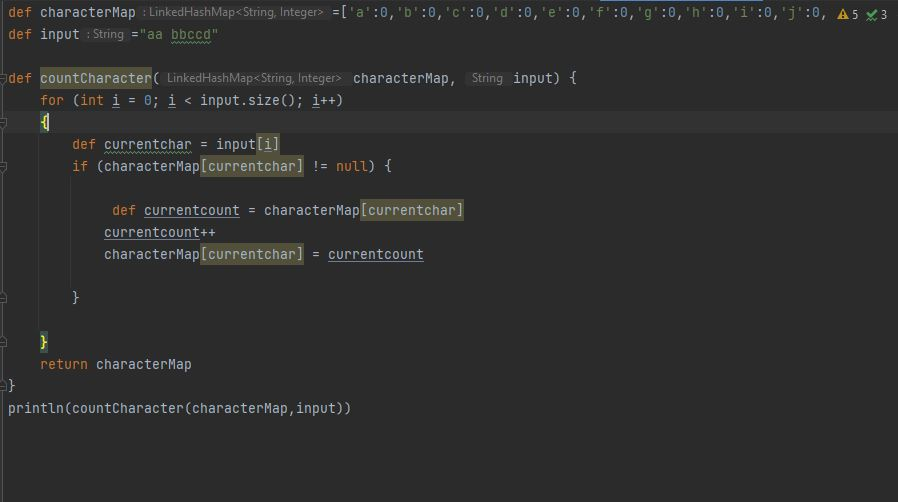 def characterMap : LinkedHashMap<String, Integer> =['a':0,'b':0,'c':0,'d':0,'e':0,'f':0,'g':0,'h':0,'i':0,'j':0, 5 3
def input : String ="aa bbccd"
def countCharacter( LinkedHashMap<String, Integer> characterMap, String input) {
for (int i = 0; i < input.size(); i++)
{
def currentchar = input[i]
if (characterMap[currentchar] != null) {
def currentcount = characterMap[currentchar]
currentcount++
characterMap[currentchar] = currentcount
}
}
return characterMap
}
println(countCharacter(characterMap,input))